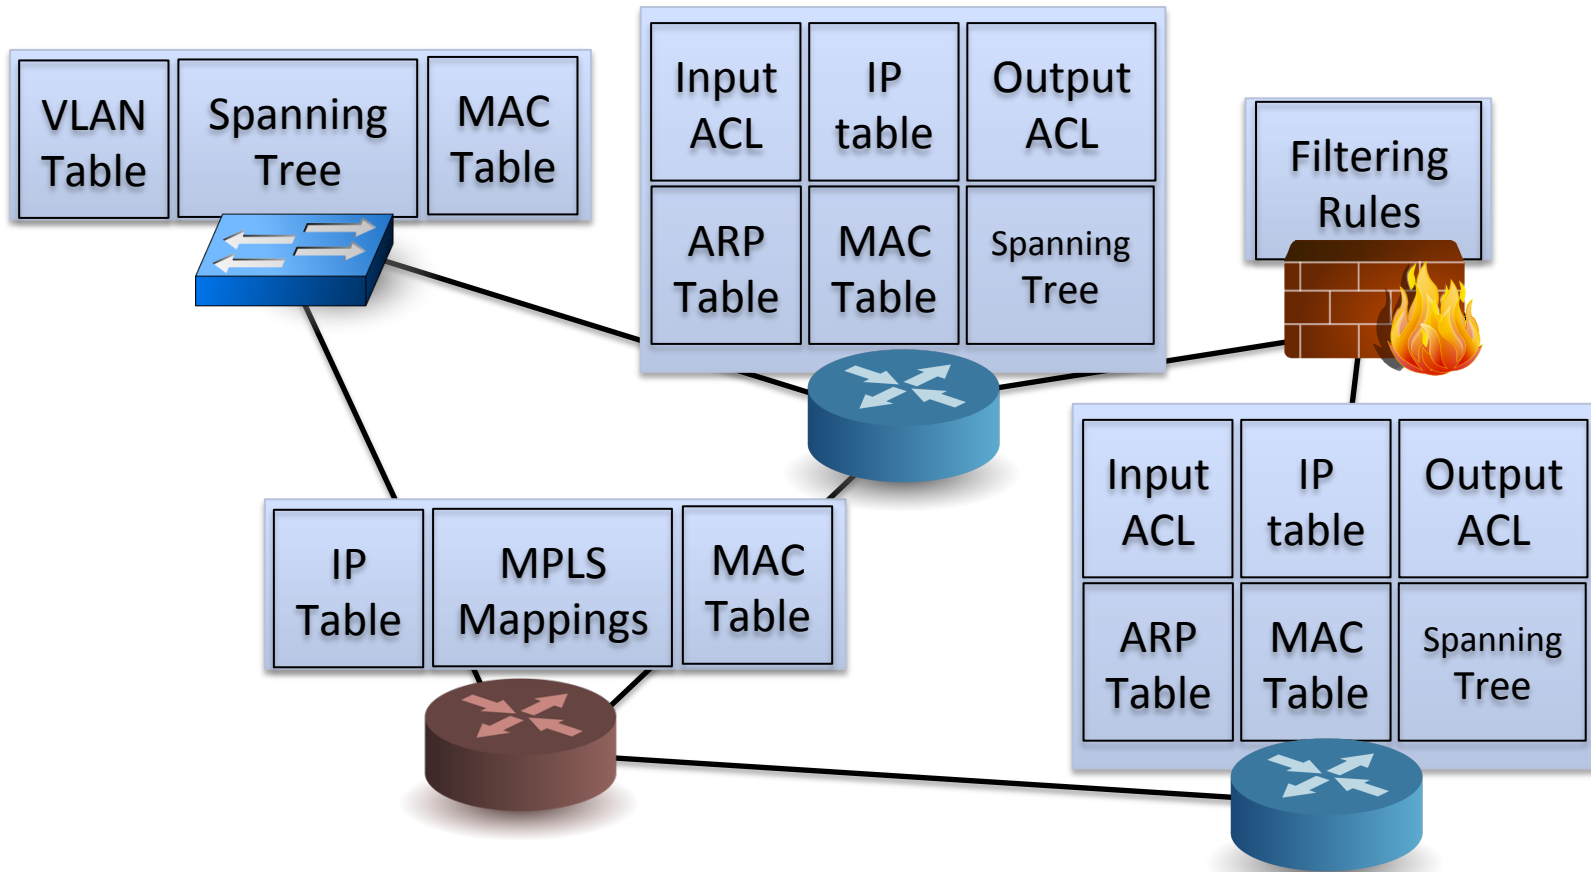 VLAN
Table
Spanning
Tree
MAC
Table
Input
ACL
IP
table
Output
ACL
ARP
Table
MAC
Table
Spanning
Tree
Filtering
Rules
IP
Table
MPLS
Mappings
MAC
Table
Input
ACL
IP
table
Output
ACL
ARP
Table
MAC
Table
Spanning
Tree